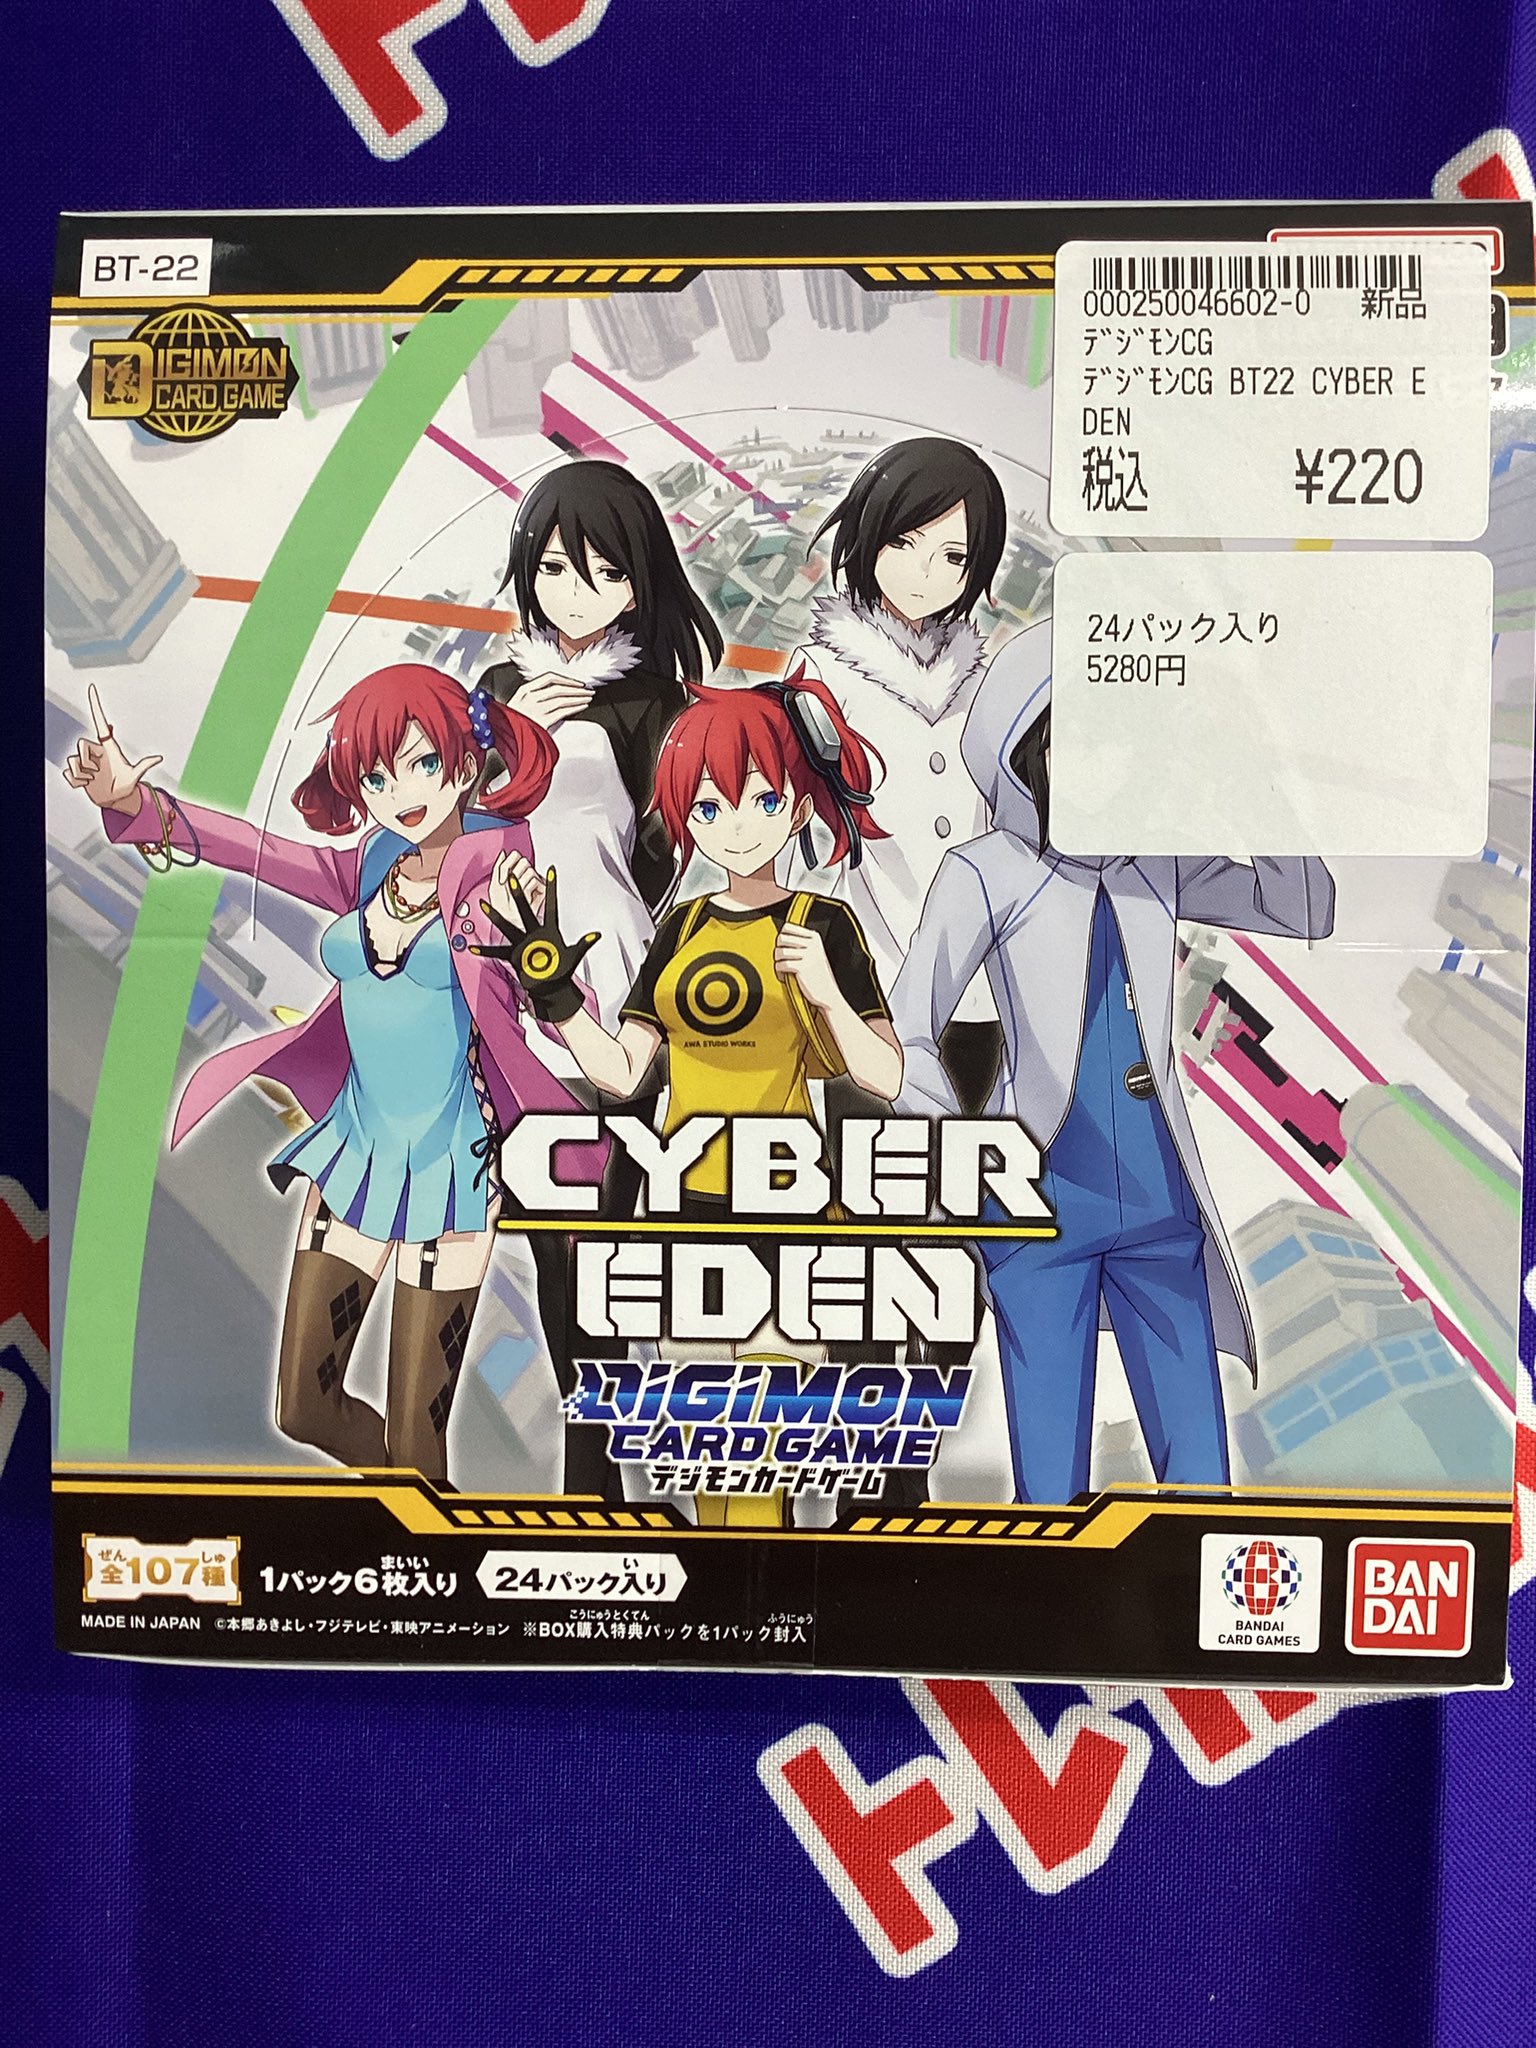 トレ
BT-22
DIGIMON
CARD GAME
000250046602-0 新品
ﾃﾞｼﾞﾓﾝCG
ﾃﾞｼﾞﾓﾝCG BT22 CYBER E
DEN
税込 ¥220
24パック入り
5280円
AWA STUDIO WORKS
CYBER
EDEN
DIGIMON
CARD GAME
デジモンカードゲーム
ぜん しゅ
全107種
まいい
1パック6枚入り
い
24パック入り
MADE IN JAPAN ©本郷あきよし・フジテレビ・東映アニメーション
こうにゅうとくてん ふうにゅう
※BOX購入特典パックを1パック封入
BANDAI
CARD GAMES
BAN
DAI
トレ